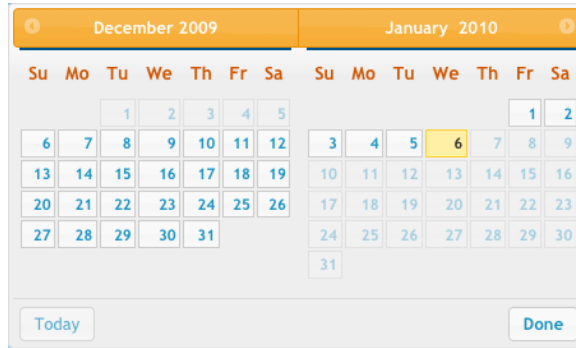 December 2009 January 2010
Su Mo Tu We Th Fr Sa Su Mo Tu We Th Fr Sa
1 2 3 4 5 1 2
6 7 8 9 10 11 12 3 4 5 6 7 8 9
13 14 15 16 17 18 19 10 11 12 13 14 15 16
20 21 22 23 24 25 26 17 18 19 20 21 22 23
27 28 29 30 31 24 25 26 27 28 29 30
31
Today Done